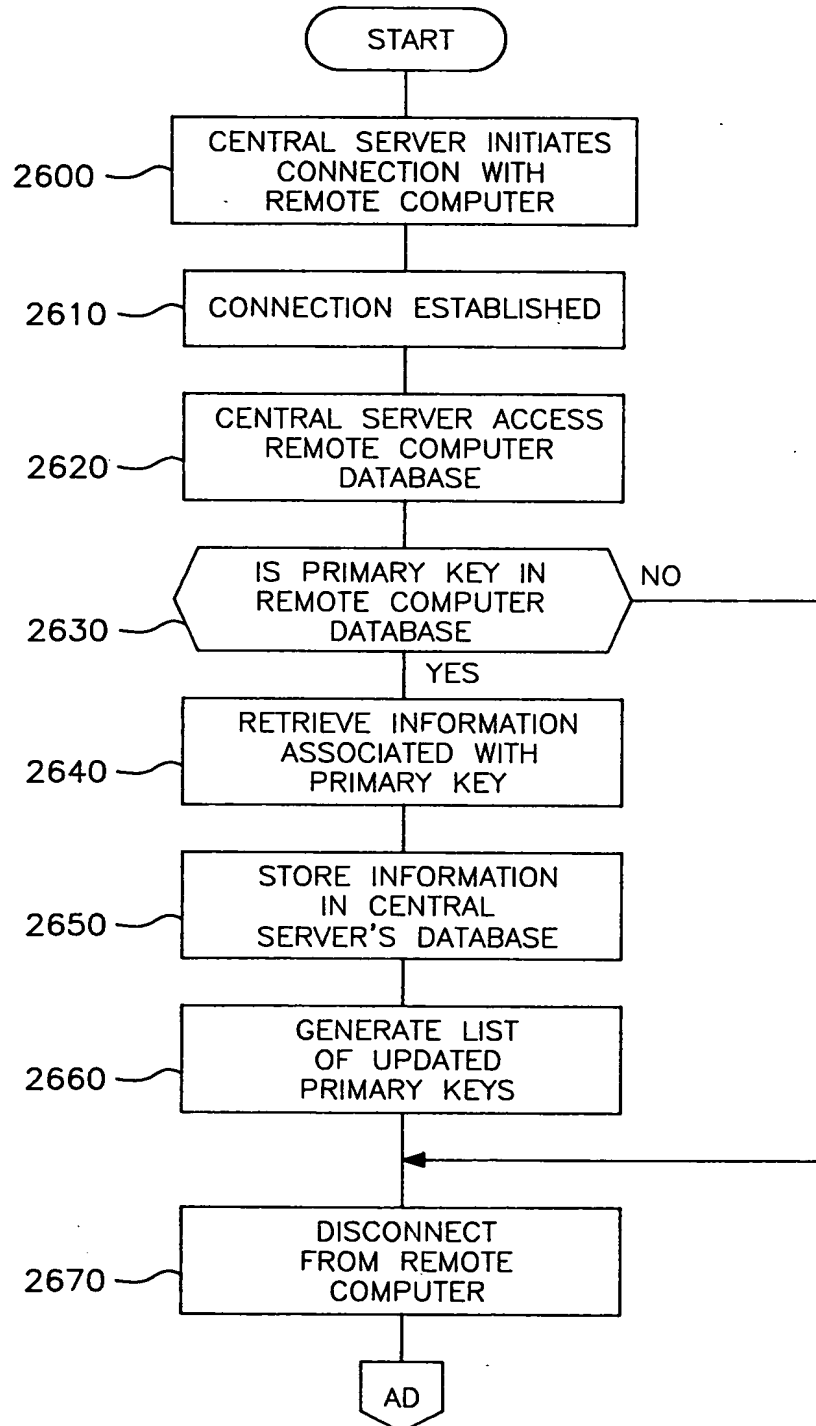 START
2600
CENTRAL SERVER INITIATES
CONNECTION WITH
REMOTE COMPUTER
2610
CONNECTION ESTABLISHED
2620
CENTRAL SERVER ACCESS
REMOTE COMPUTER
DATABASE
2630
IS PRIMARY KEY IN
REMOTE COMPUTER
DATABASE
NO
YES
2640
RETRIEVE INFORMATION
ASSOCIATED WITH
PRIMARY KEY
2650
STORE INFORMATION
IN CENTRAL
SERVER'S DATABASE
2660
GENERATE LIST
OF UPDATED
PRIMARY KEYS
2670
DISCONNECT
FROM REMOTE
COMPUTER
AD